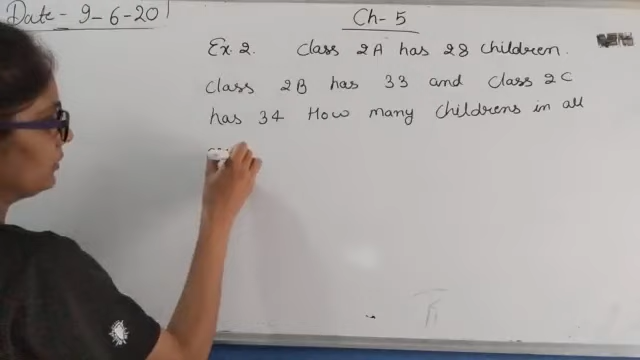 Date - 9-6-20
Ch- 5
Ex. 2. Class 2A has 28 children.
Class 2B has 33 and Class 2C
has 34 How many childrens in all